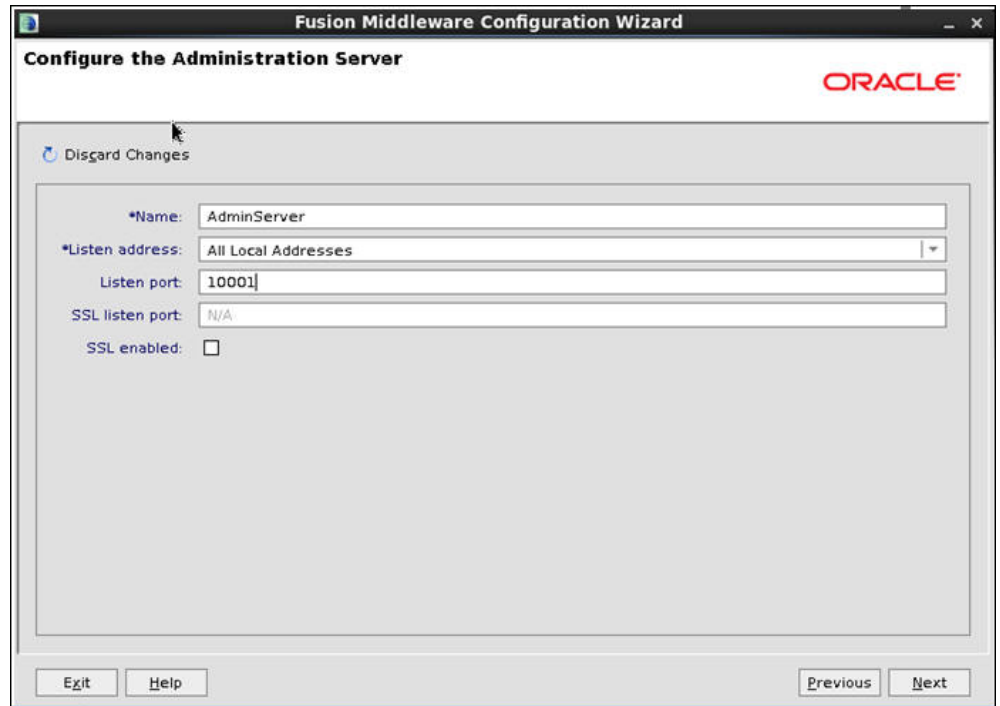 Fusion Middleware Configuration Wizard
Configure the Administration Server
ORACLE
Discard Changes
*Name: AdminServer
*Listen address: All Local Addresses
Listen port: 10001
SSL listen port: N/A
SSL enabled:
Exit Help Previous Next